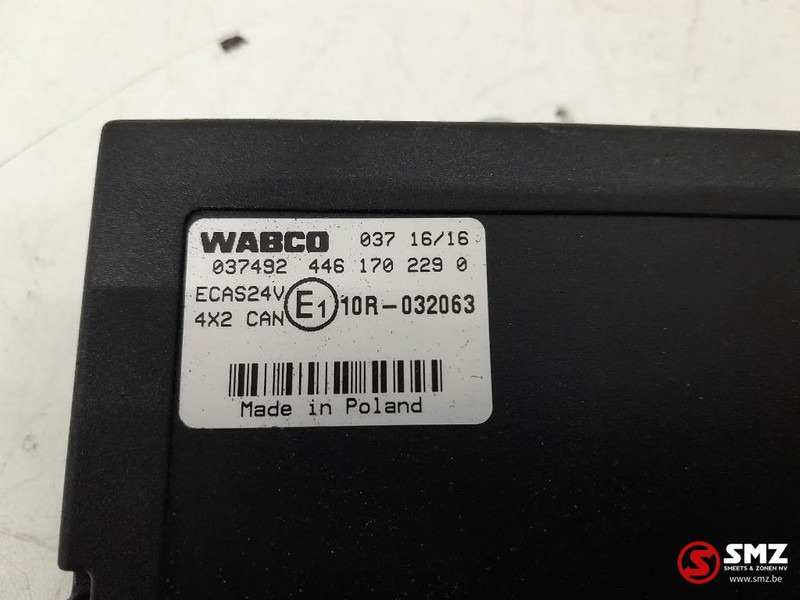 WABCO 037 16/16
037492 446 170 229 0
ECAS24V
4X2 CAN E1 10R-032063
Made in Poland
SMZ
SMEETS & ZONEN NV
www.smz.be